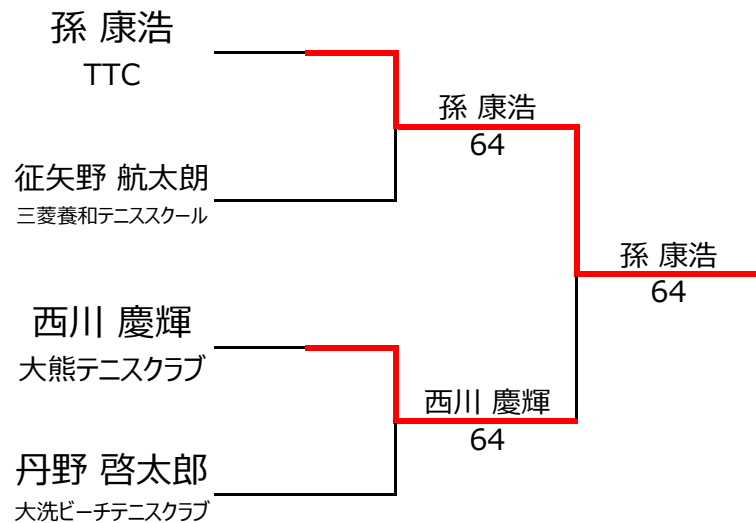 孫 康浩
TTC
孫 康浩
64
征矢野 航太朗
三菱養和テニススクール
孫 康浩
64
西川 慶輝
大熊テニスクラブ
西川 慶輝
64
丹野 啓太郎
大洗ビーチテニスクラブ